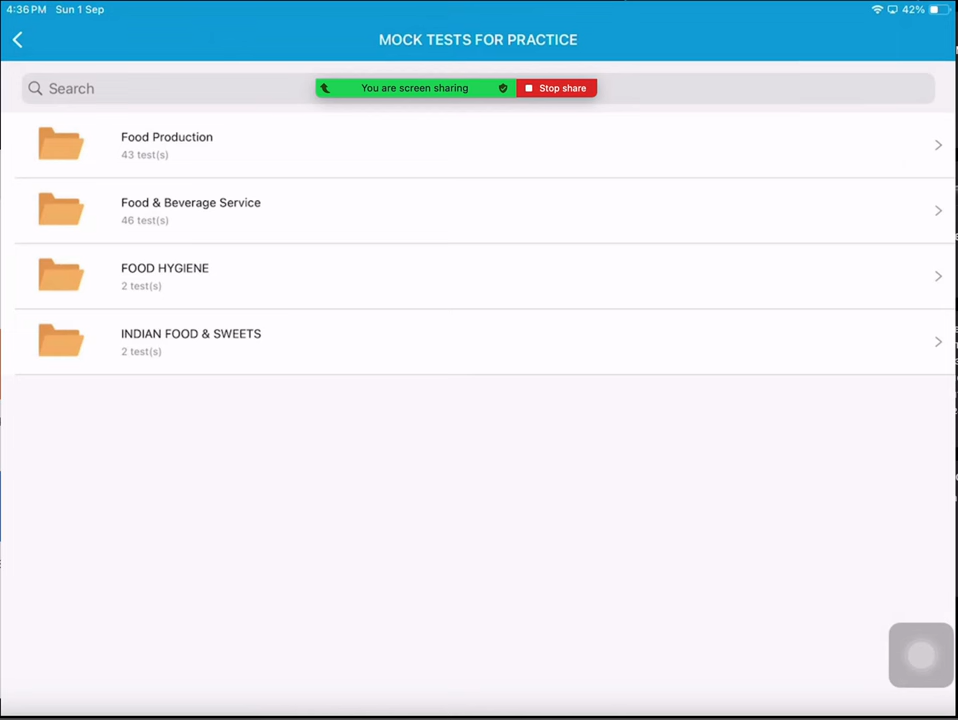 4:36 PM Sun 1 Sep
42%
MOCK TESTS FOR PRACTICE
Search
You are screen sharing
Stop share
Food Production
43 test(s)
Food & Beverage Service
46 test(s)
FOOD HYGIENE
2 test(s)
INDIAN FOOD & SWEETS
2 test(s)